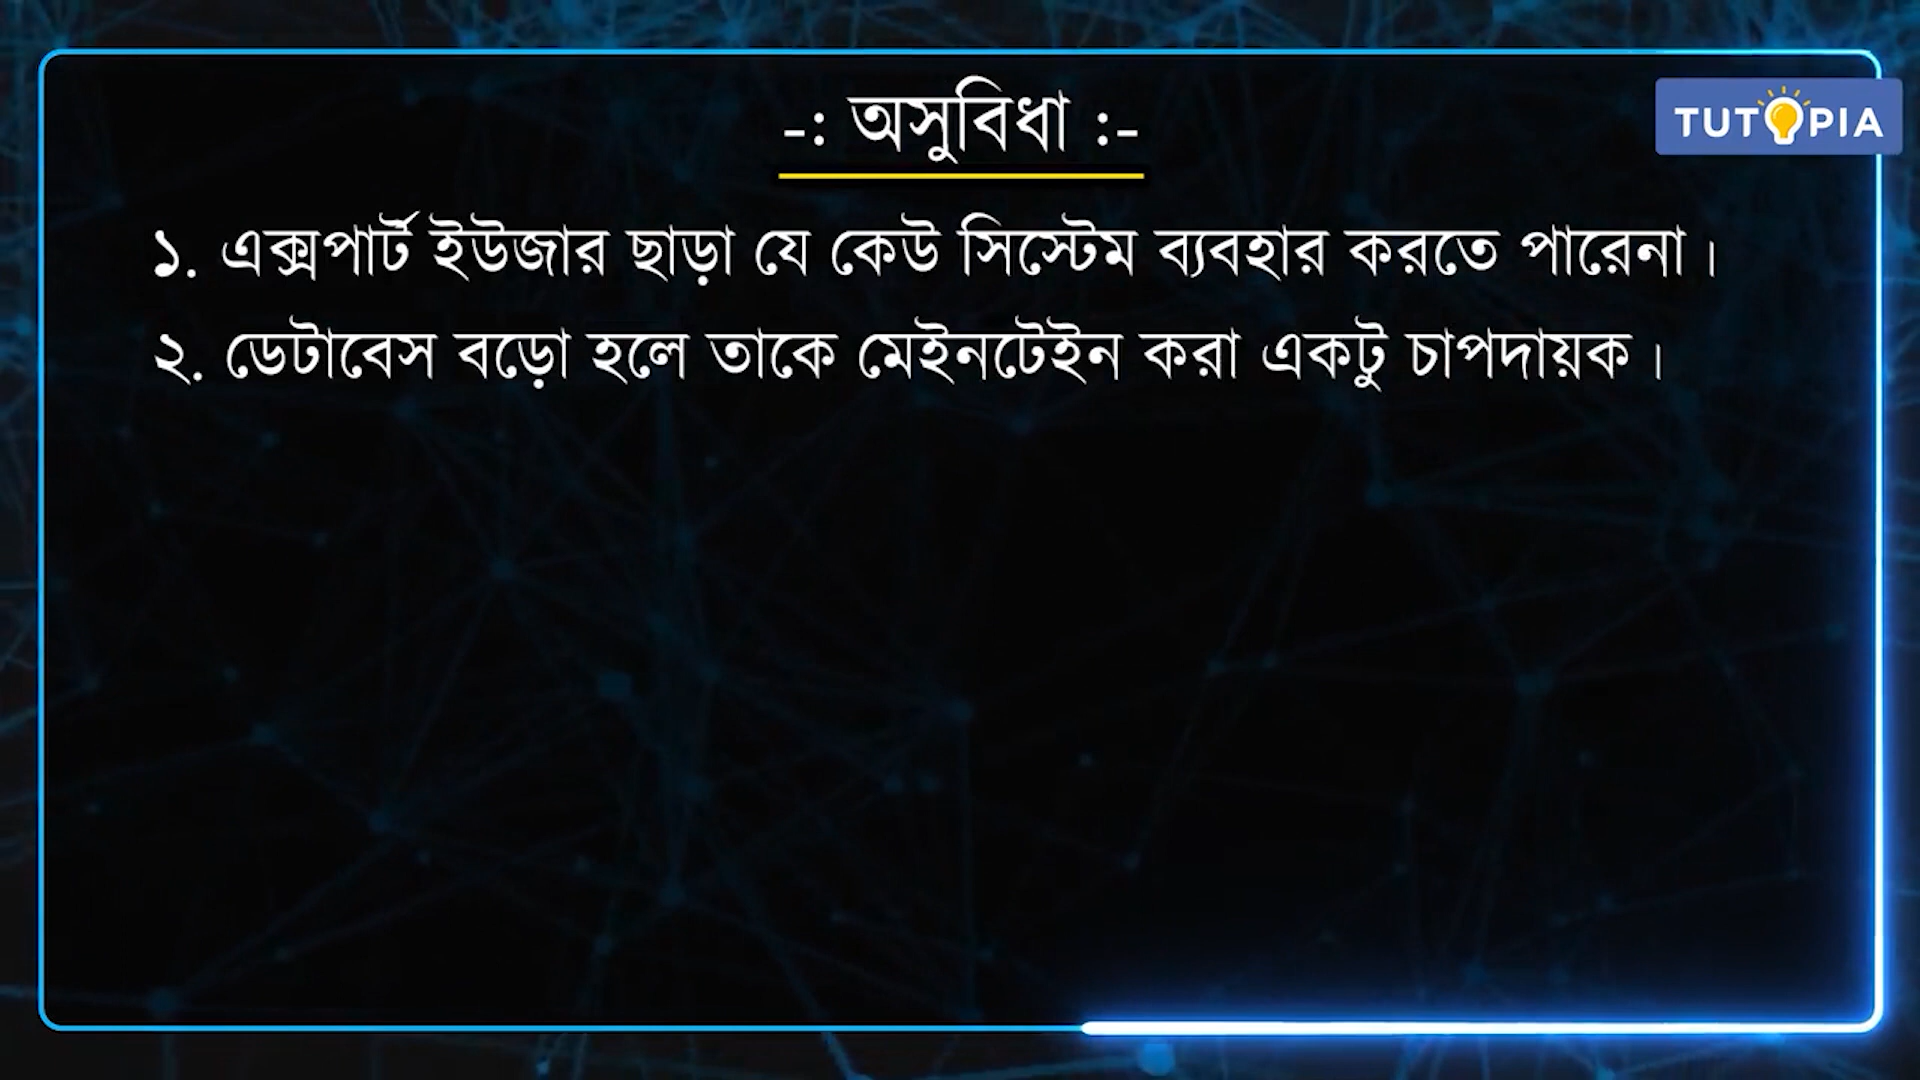 -: অসুবিধা :-
TUTOPIA
১. এক্সপার্ট ইউজার ছাড়া যে কেউ সিস্টেম ব্যবহার করতে পারেনা।
২. ডেটাবেস বড়ো হলে তাকে মেইনটেইন করা একটু চাপদায়ক।